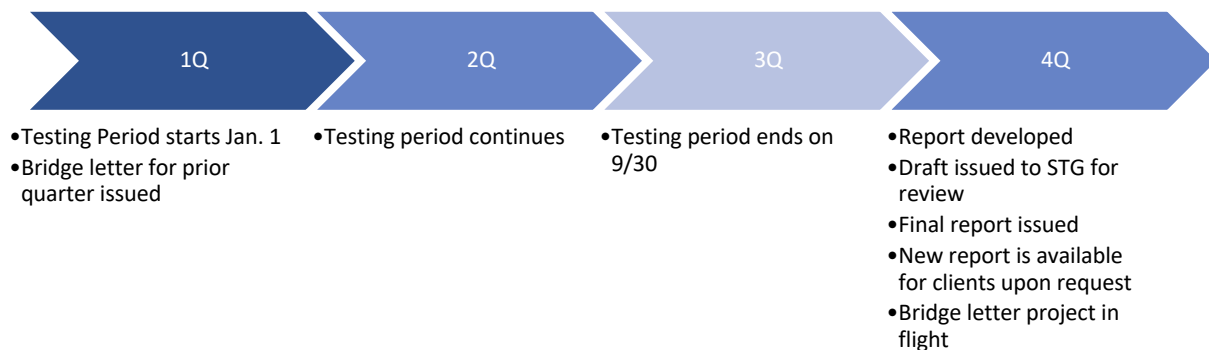 1Q
2Q
3Q
4Q
•Testing Period starts Jan. 1
•Bridge letter for prior
quarter issued
•Testing period continues
•Testing period ends on
9/30
•Report developed
•Draft issued to STG for
review
•Final report issued
•New report is available
for clients upon request
•Bridge letter project in
flight